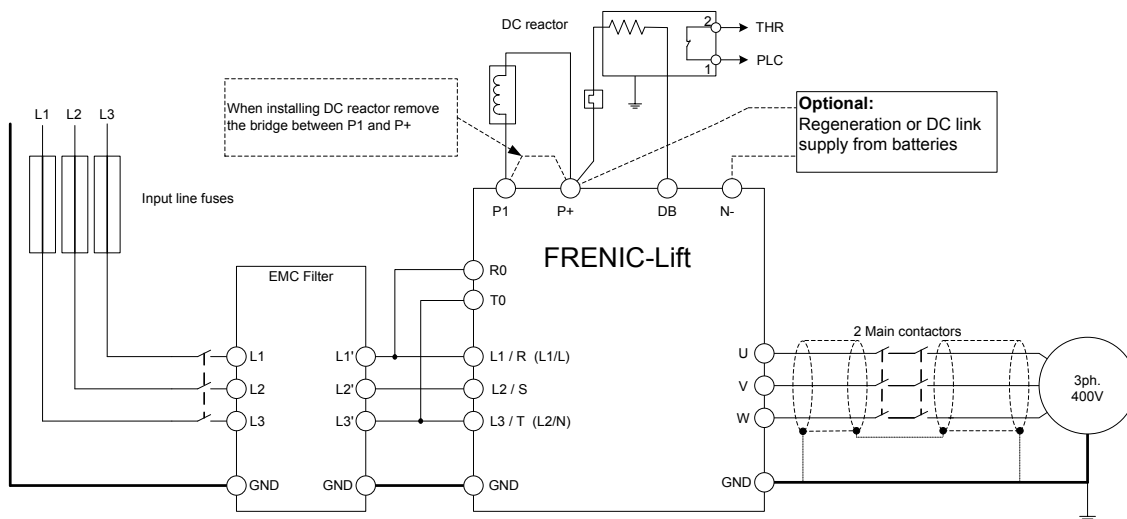 DC reactor
2
THR
PLC
1
When installing DC reactor remove
the bridge between P1 and P+
Optional:
Regeneration or DC link
supply from batteries
L1
L2
L3
Input line fuses
P1
P+
DB
N-
FRENIC-Lift
EMC Filter
R0
T0
2 Main contactors
L1
L1'
L1 / R (L1/L)
U
L2
L2'
L2 / S
V
3ph.
400V
L3
L3'
L3 / T (L2/N)
W
GND
GND
GND
GND